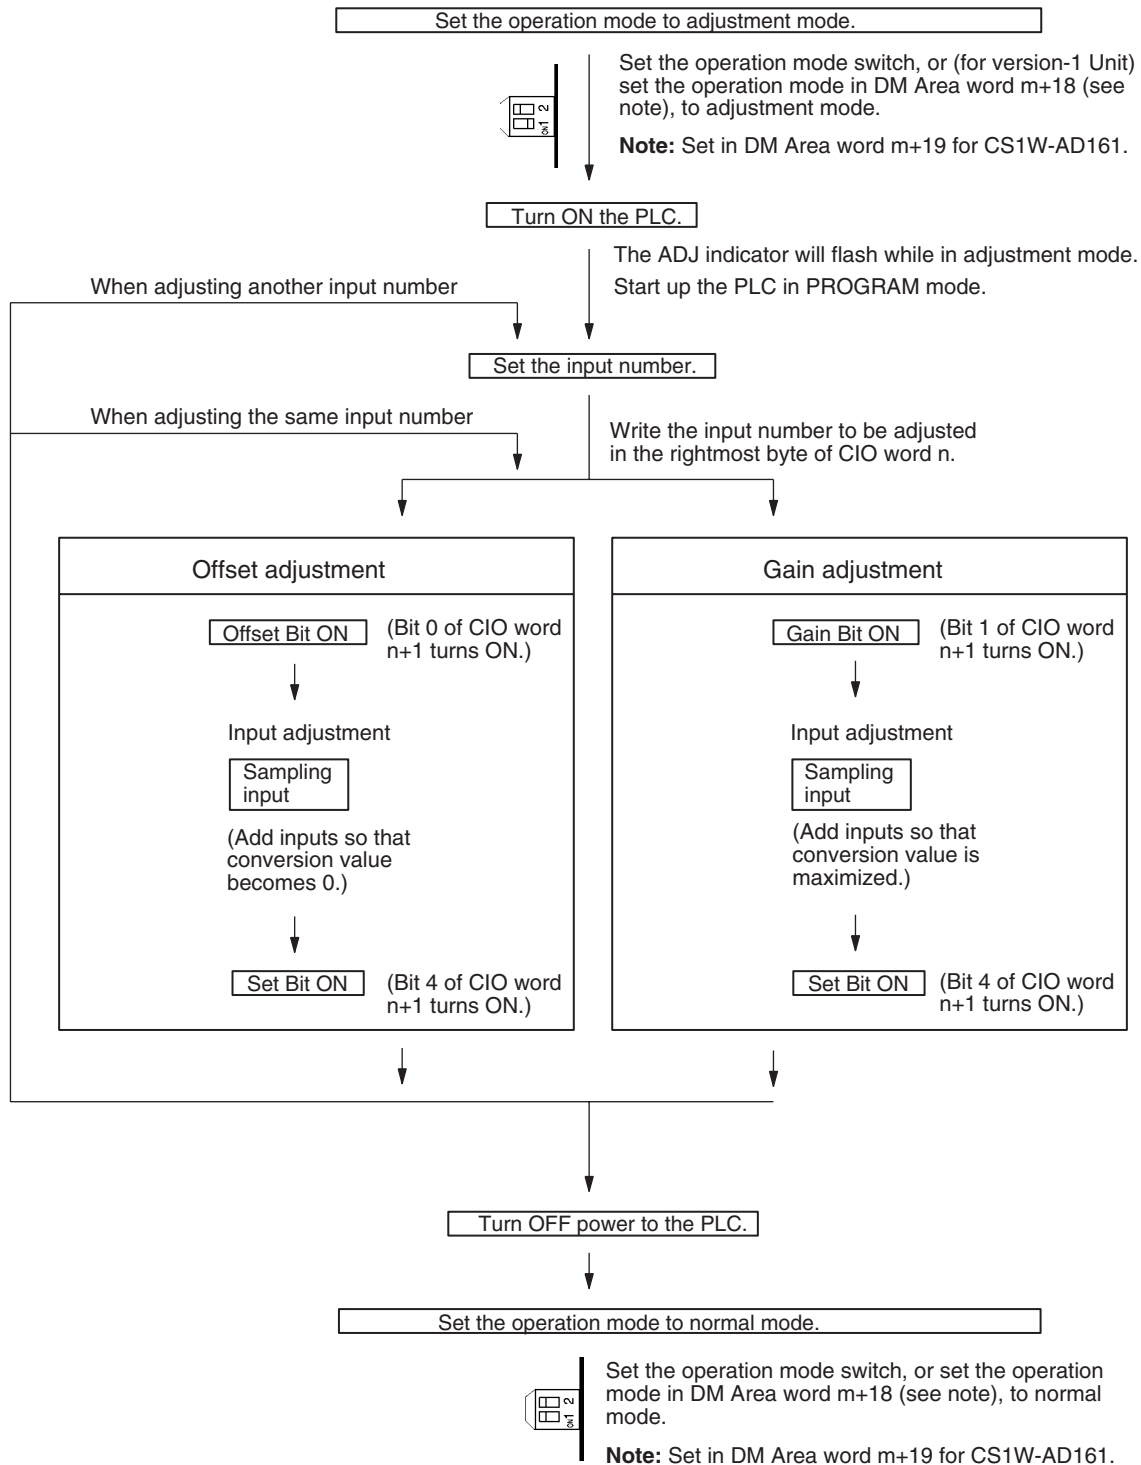 Set the operation mode to adjustment mode.
Set the operation mode switch, or (for version-1 Unit)
set the operation mode in DM Area word m+18 (see
note), to adjustment mode.
Note: Set in DM Area word m+19 for CS1W-AD161.
ON 1 2
Turn ON the PLC.
The ADJ indicator will flash while in adjustment mode.
Start up the PLC in PROGRAM mode.
When adjusting another input number
Set the input number.
When adjusting the same input number
Write the input number to be adjusted
in the rightmost byte of CIO word n.
Offset adjustment
Offset Bit ON
(Bit 0 of CIO word
n+1 turns ON.)
Input adjustment
Sampling
input
(Add inputs so that
conversion value
becomes 0.)
Set Bit ON
(Bit 4 of CIO word
n+1 turns ON.)
Gain adjustment
Gain Bit ON
(Bit 1 of CIO word
n+1 turns ON.)
Input adjustment
Sampling
input
(Add inputs so that
conversion value is
maximized.)
Set Bit ON
(Bit 4 of CIO word
n+1 turns ON.)
Turn OFF power to the PLC.
Set the operation mode to normal mode.
ON 1 2
Set the operation mode switch, or set the operation
mode in DM Area word m+18 (see note), to normal
mode.
Note: Set in DM Area word m+19 for CS1W-AD161.